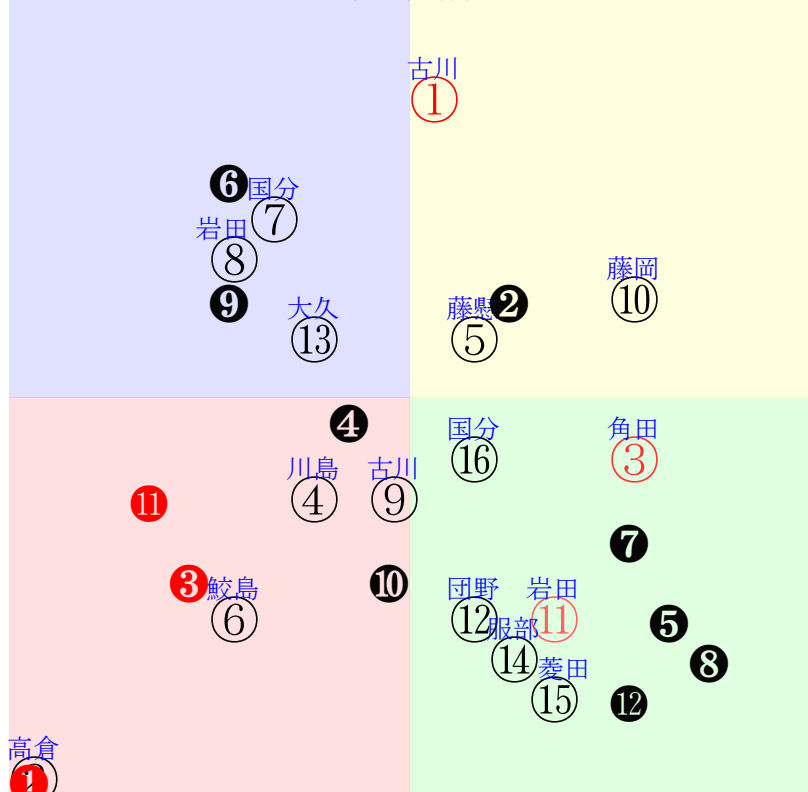 古川
①
❻
国分
⑦
岩田
⑧
❾
大久
⑬
藤懸
❷
⑤
藤岡
⑩
❹
川島
④
古川
⑨
国分
⑯
角田
③
⓫
❸
鮫島
⑥
❿
❼
団野
⑫
岩田
⑪
服部
⑭
菱田
⑮
❺
❽
⓬
高倉
❶